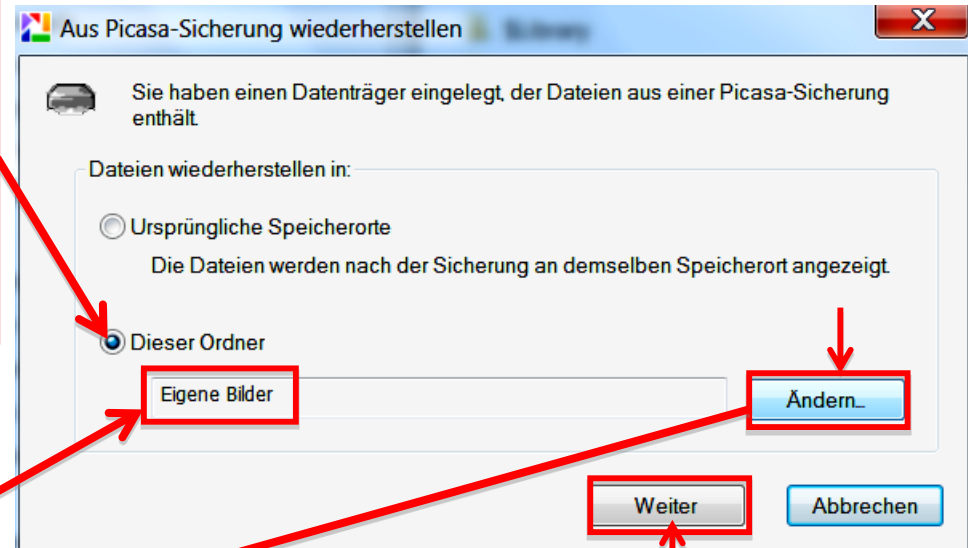 Aus Picasa-Sicherung wiederherstellen
Sie haben einen Datenträger eingelegt, der Dateien aus einer Picasa-Sicherung
enthält.
Dateien wiederherstellen in:
Ursprüngliche Speicherorte
Die Dateien werden nach der Sicherung an demselben Speicherort angezeigt.
Dieser Ordner
Eigene Bilder
Ändern...
Weiter
Abbrechen